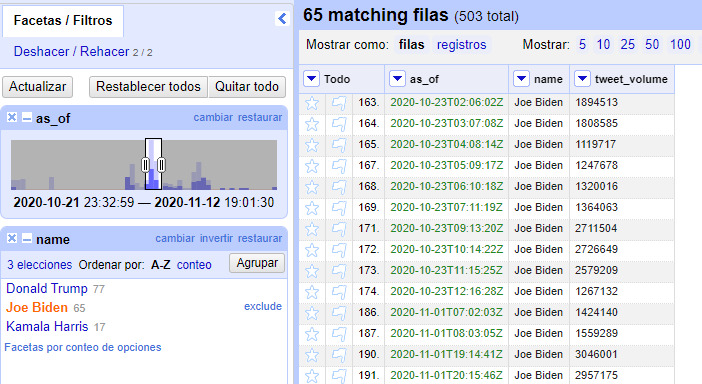 Facetas / Filtros
Deshacer / Rehacer 2 / 2
Actualizar Restablecer todos Quitar todo
as_of cambiar restaurar
2020-10-21 23:32:59 — 2020-11-12 19:01:30
name cambiar invertir restaurar
3 elecciones Ordenar por: A-Z conteo Agrupar
Donald Trump 77
Joe Biden 65 exclude
Kamala Harris 17
Facetas por conteo de opciones
65 matching filas (503 total)
Mostrar como: filas registros Mostrar: 5 10 25 50 100
Todo as_of name tweet_volume
163. 2020-10-23T02:06:02Z Joe Biden 1894513
164. 2020-10-23T03:07:08Z Joe Biden 1808585
165. 2020-10-23T04:08:14Z Joe Biden 1119717
167. 2020-10-23T05:09:17Z Joe Biden 1247678
168. 2020-10-23T06:10:18Z Joe Biden 1320016
169. 2020-10-23T07:11:19Z Joe Biden 1364063
171. 2020-10-23T09:13:20Z Joe Biden 2711504
172. 2020-10-23T10:14:22Z Joe Biden 2726649
173. 2020-10-23T11:15:25Z Joe Biden 2579209
174. 2020-10-23T12:16:28Z Joe Biden 1267132
186. 2020-11-01T07:02:03Z Joe Biden 1424140
187. 2020-11-01T08:03:05Z Joe Biden 1559289
190. 2020-11-01T19:14:41Z Joe Biden 3046001
191. 2020-11-01T20:15:46Z Joe Biden 2957175